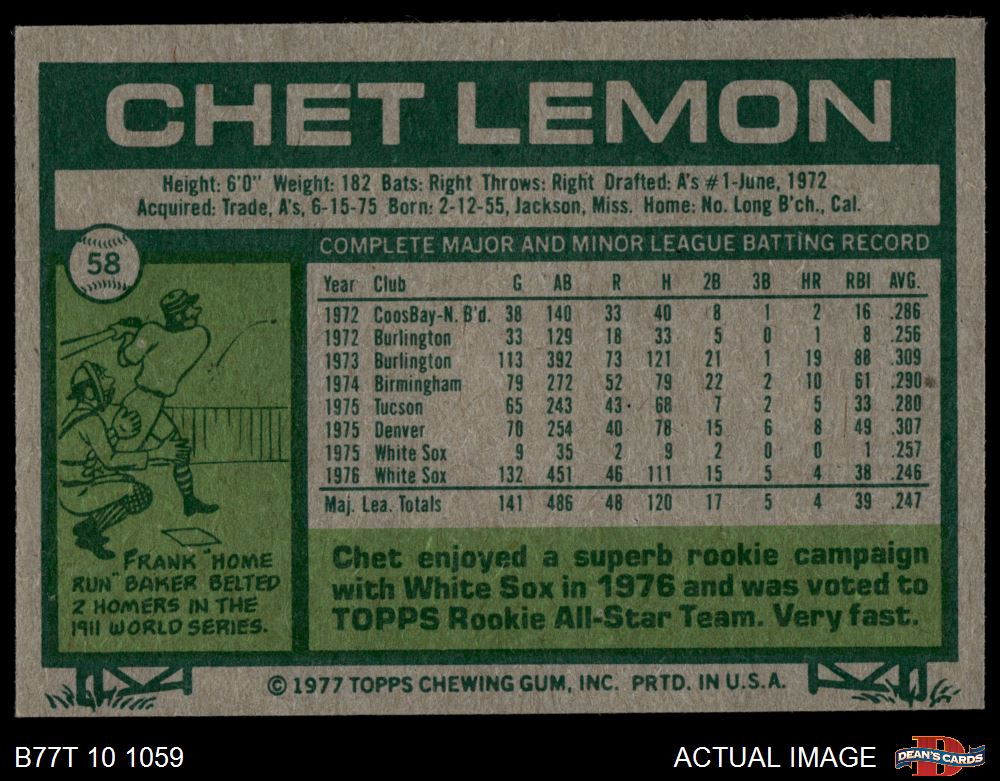 CHET LEMON
Height: 6'0" Weight: 182 Bats: Right Throws: Right Drafted: A's #1-June, 1972
Acquired: Trade, A's, 6-15-75 Born: 2-12-55, Jackson, Miss. Home: No. Long B'ch., Cal.
58
COMPLETE MAJOR AND MINOR LEAGUE BATTING RECORD
Year Club G AB R H 2B 3B HR RBI AVG.
1972 CoosBay-N. B'd. 38 140 33 40 8 1 2 16 .286
1972 Burlington 33 129 18 33 5 0 1 8 .256
1973 Burlington 113 392 73 121 21 1 19 88 .309
1974 Birmingham 79 272 52 79 22 2 10 61 .290
1975 Tucson 65 243 43 68 7 2 5 33 .280
1975 Denver 70 254 40 78 15 6 8 49 .307
1975 White Sox 9 35 2 9 2 0 0 1 .257
1976 White Sox 132 451 46 111 15 5 4 38 .246
Maj. Lea. Totals 141 486 48 120 17 5 4 39 .247
FRANK "HOME
RUN" BAKER BELTED
2 HOMERS IN THE
1911 WORLD SERIES.
Chet enjoyed a superb rookie campaign
with White Sox in 1976 and was voted to
TOPPS Rookie All-Star Team. Very fast.
© 1977 TOPPS CHEWING GUM, INC. PRTD. IN U.S.A.
B77T 10 1059
ACTUAL IMAGE
D
DEAN'S CARDS